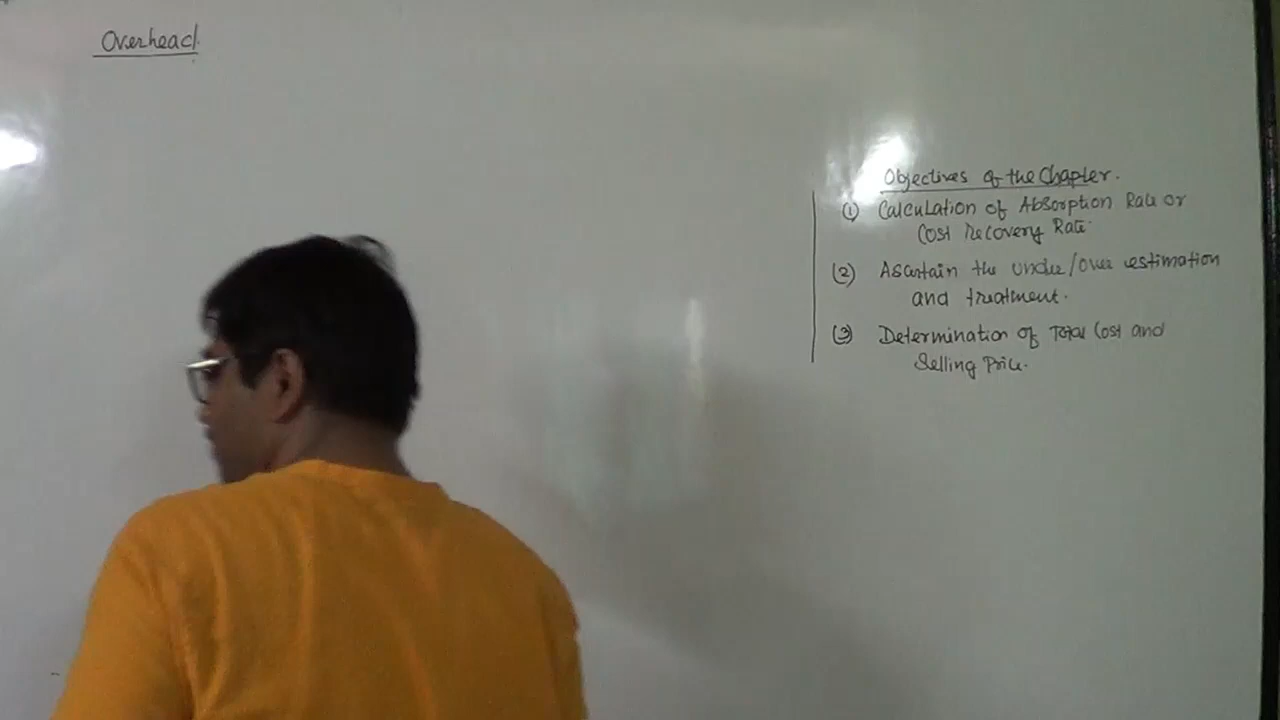 Overhead.
Objectives of the Chapter.
(1) Calculation of Absorption Rate or
Cost Recovery Rate.
(2) Ascertain the under/over estimation
and treatment.
(3) Determination of Total Cost and
Selling Price.